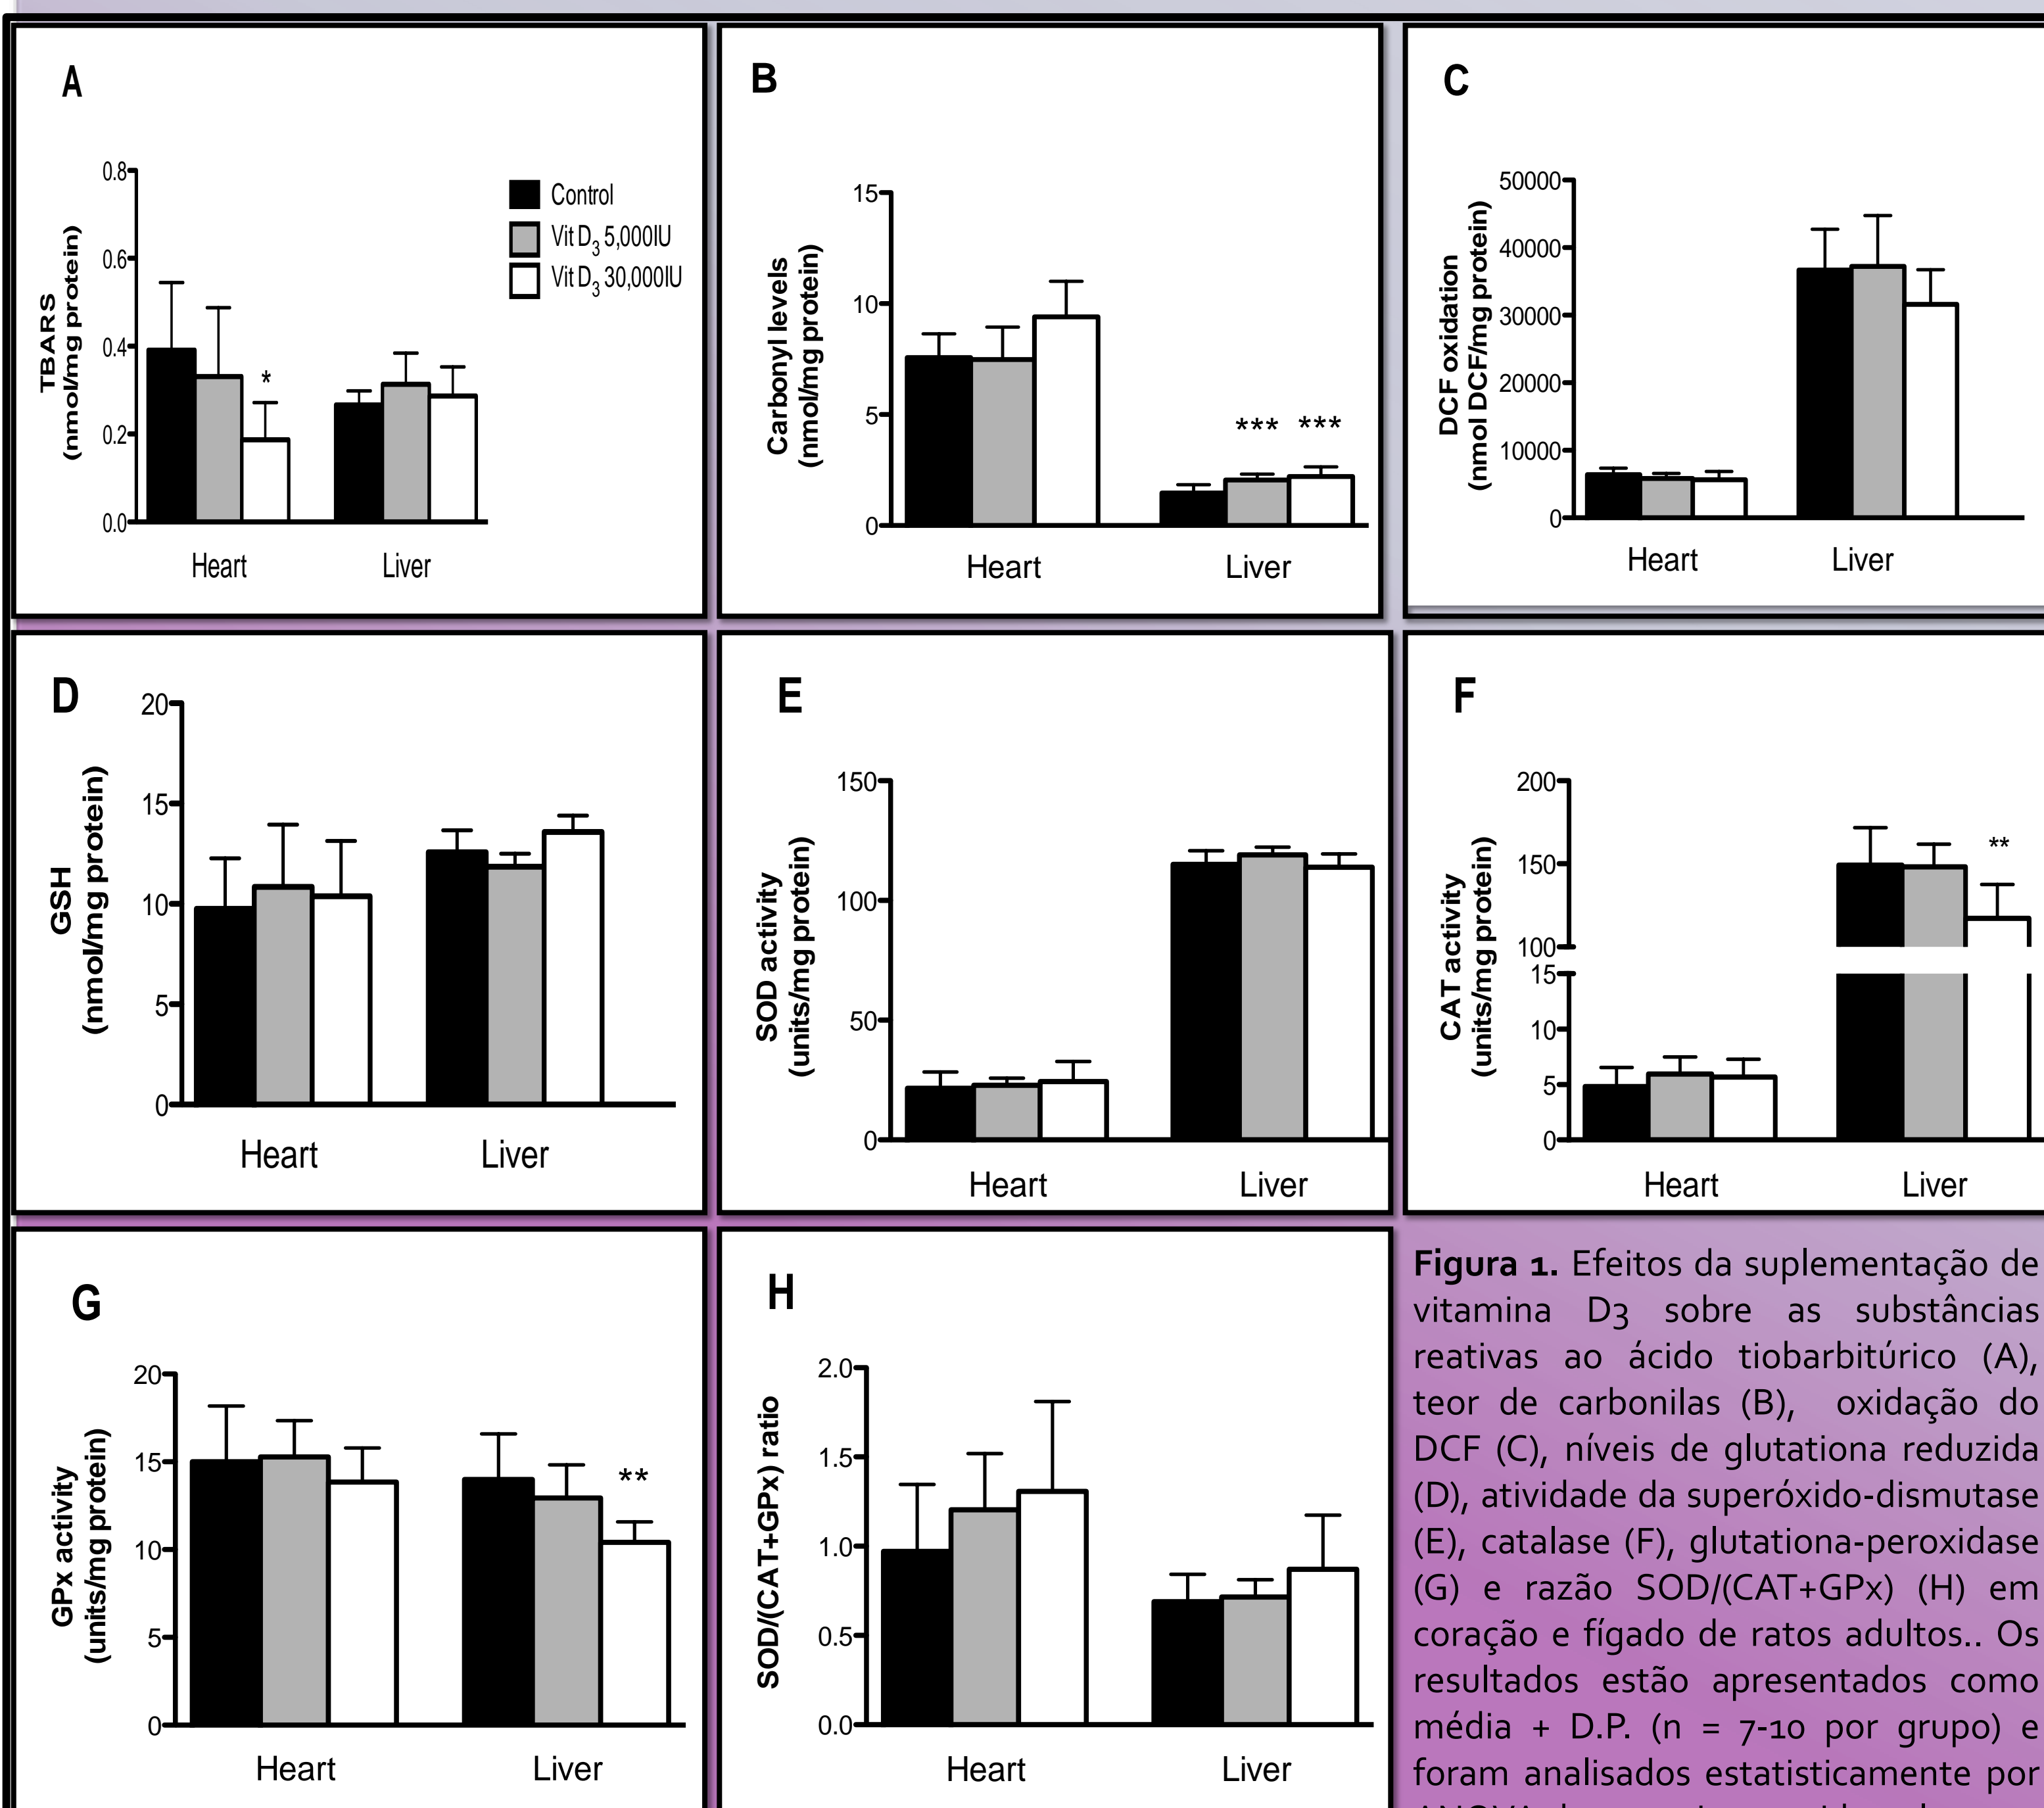 A
0.8
0.6
0.4
0.2
0.0
TBARS
(nmol/mg protein)
*
Heart Liver
Control
Vit D3 5,000IU
Vit D3 30,000IU
B
15
10
5
0
Carbonyl levels
(nmol/mg protein)
*** ***
Heart Liver
C
50000
40000
30000
20000
10000
0
DCF oxidation
(nmol DCF/mg protein)
Heart Liver
D
20
15
10
5
0
GSH
(nmol/mg protein)
Heart Liver
E
150
100
50
0
SOD activity
(units/mg protein)
Heart Liver
F
200
150
100
15
10
5
0
CAT activity
(units/mg protein)
**
Heart Liver
G
20
15
10
5
0
GPx activity
(units/mg protein)
**
Heart Liver
H
2.0
1.5
1.0
0.5
0.0
SOD/(CAT+GPx) ratio
Heart Liver
Figura 1. Efeitos da suplementação de
vitamina D3 sobre as substâncias
reativas ao ácido tiobarbitúrico (A),
teor de carbonilas (B), oxidação do
DCF (C), níveis de glutationa reduzida
(D), atividade da superóxido-dismutase
(E), catalase (F), glutationa-peroxidase
(G) e razão SOD/(CAT+GPx) (H) em
coração e fígado de ratos adultos.. Os
resultados estão apresentados como
média + D.P. (n = 7-10 por grupo) e
foram analisados estatisticamente por